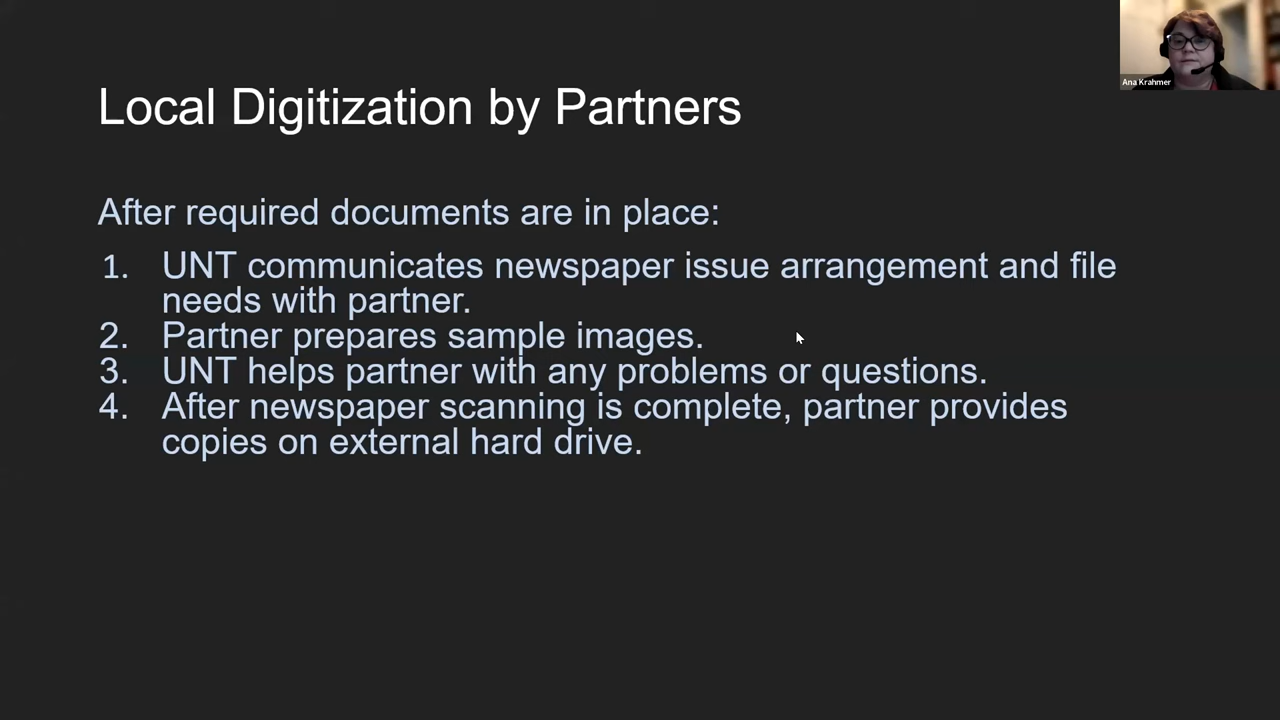 Ana Krahmer
Local Digitization by Partners
After required documents are in place:
1. UNT communicates newspaper issue arrangement and file
needs with partner.
2. Partner prepares sample images.
3. UNT helps partner with any problems or questions.
4. After newspaper scanning is complete, partner provides
copies on external hard drive.